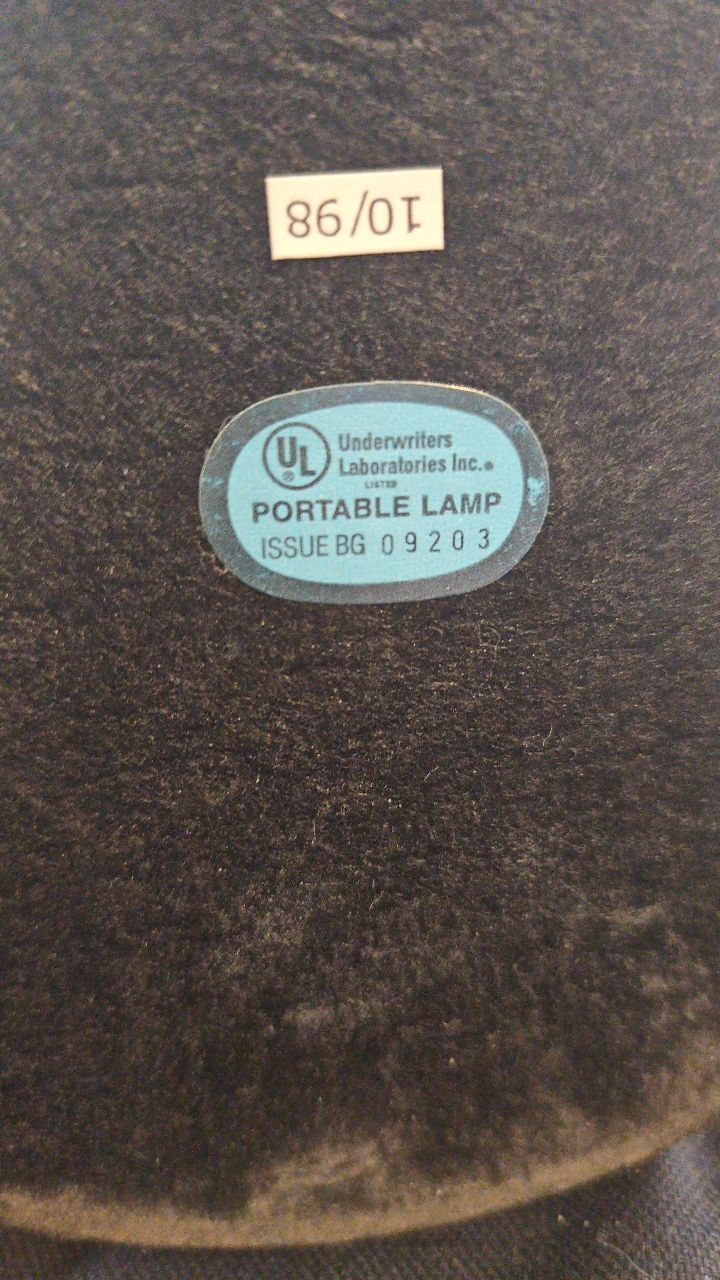 10/98
UL
®
Underwriters
Laboratories Inc.®
LISTED
PORTABLE LAMP
ISSUE BG 09203